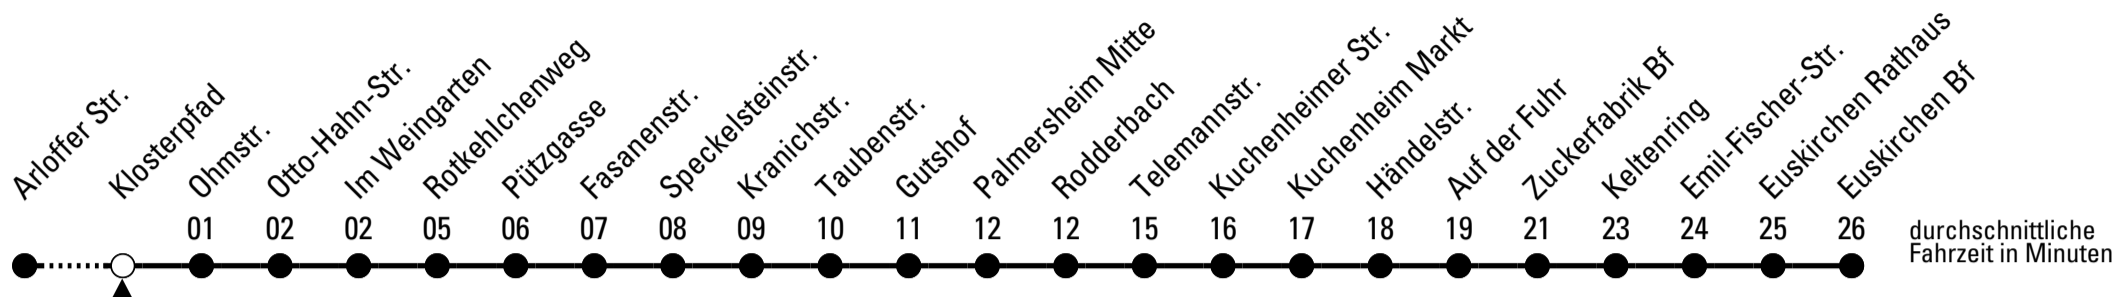 Arloffer Str.
Klosterpfad
Ohmstr.
Otto-Hahn-Str.
Im Weingarten
Rotkehlchenweg
Pützgasse
Fasanenstr.
Speckelsteinstr.
Kranichstr.
Taubenstr.
Gutshof
Palmersheim Mitte
Rodderbach
Telemannstr.
Kuchenheimer Str.
Kuchenheim Markt
Händelstr.
Auf der Fuhr
Zuckerfabrik Bf
Keltenring
Emil-Fischer-Str.
Euskirchen Rathaus
Euskirchen Bf
01 02 02 05 06 07 08 09 10 11 12 12 15 16 17 18 19 21 23 24 25 26
durchschnittliche
Fahrzeit in Minuten